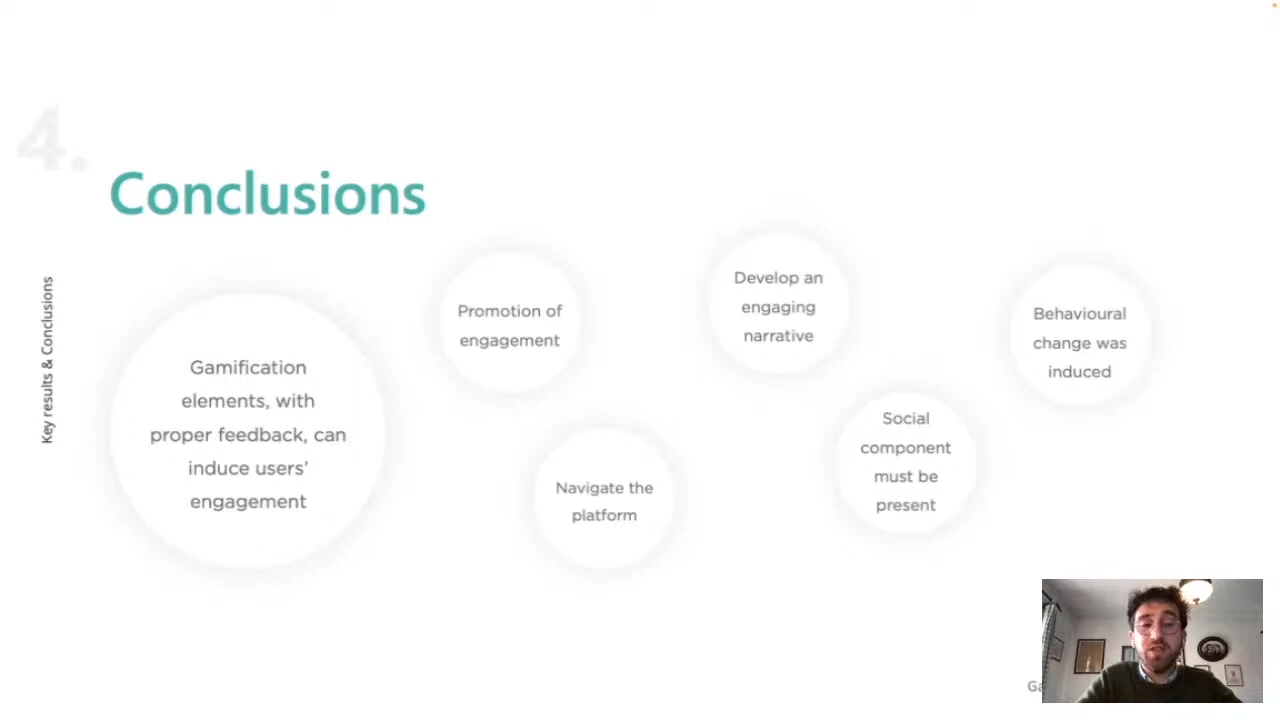 4.
Conclusions
Key results & Conclusions
Gamification
elements, with
proper feedback, can
induce users’
engagement
Promotion of
engagement
Navigate the
platform
Develop an
engaging
narrative
Social
component
must be
present
Behavioural
change was
induced